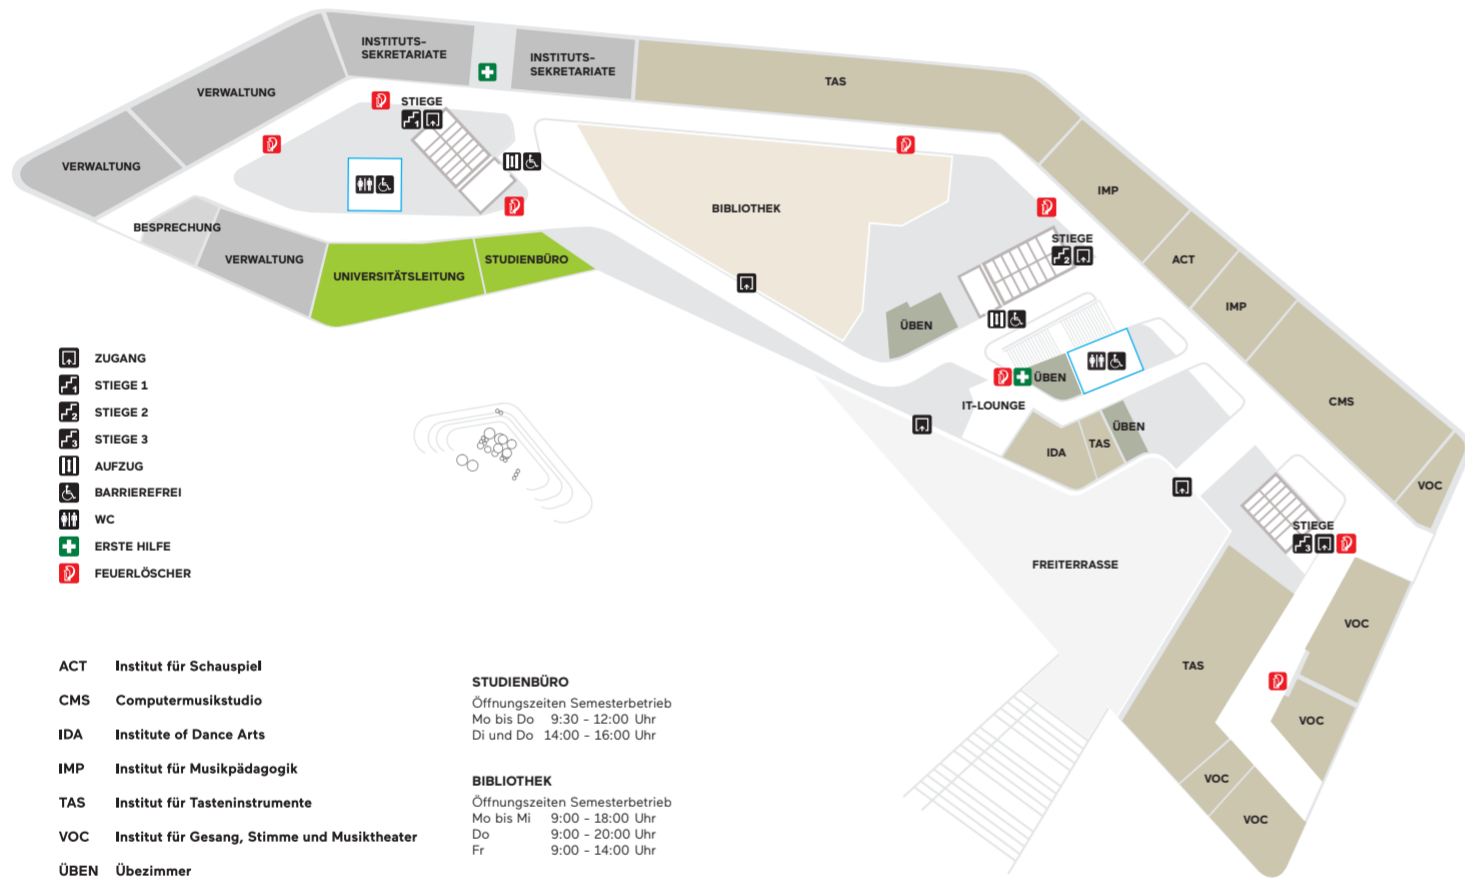 INSTITUTS-
SEKRETARIATE
INSTITUTS-
SEKRETARIATE
TAS
VERWALTUNG
STIEGE
1
VERWALTUNG
IMP
BIBLIOTHEK
BESPRECHUNG
STIEGE
2
VERWALTUNG
STUDIENBÜRO
ACT
UNIVERSITÄTSLEITUNG
IMP
ÜBEN
ÜBEN
IT-LOUNGE
CMS
ÜBEN
TAS
IDA
VOC
STIEGE
3
FREITERRASSE
VOC
TAS
VOC
VOC
VOC
ZUGANG
1 STIEGE 1
2 STIEGE 2
3 STIEGE 3
AUFZUG
BARRIEREFREI
WC
ERSTE HILFE
FEUERLÖSCHER
ACT Institut für Schauspiel
CMS Computermusikstudio
IDA Institute of Dance Arts
IMP Institut für Musikpädagogik
TAS Institut für Tasteninstrumente
VOC Institut für Gesang, Stimme und Musiktheater
ÜBEN Übezimmer
STUDIENBÜRO
Öffnungszeiten Semesterbetrieb
Mo bis Do 9:30 - 12:00 Uhr
Di und Do 14:00 - 16:00 Uhr
BIBLIOTHEK
Öffnungszeiten Semesterbetrieb
Mo bis Mi 9:00 - 18:00 Uhr
Do 9:00 - 20:00 Uhr
Fr 9:00 - 14:00 Uhr